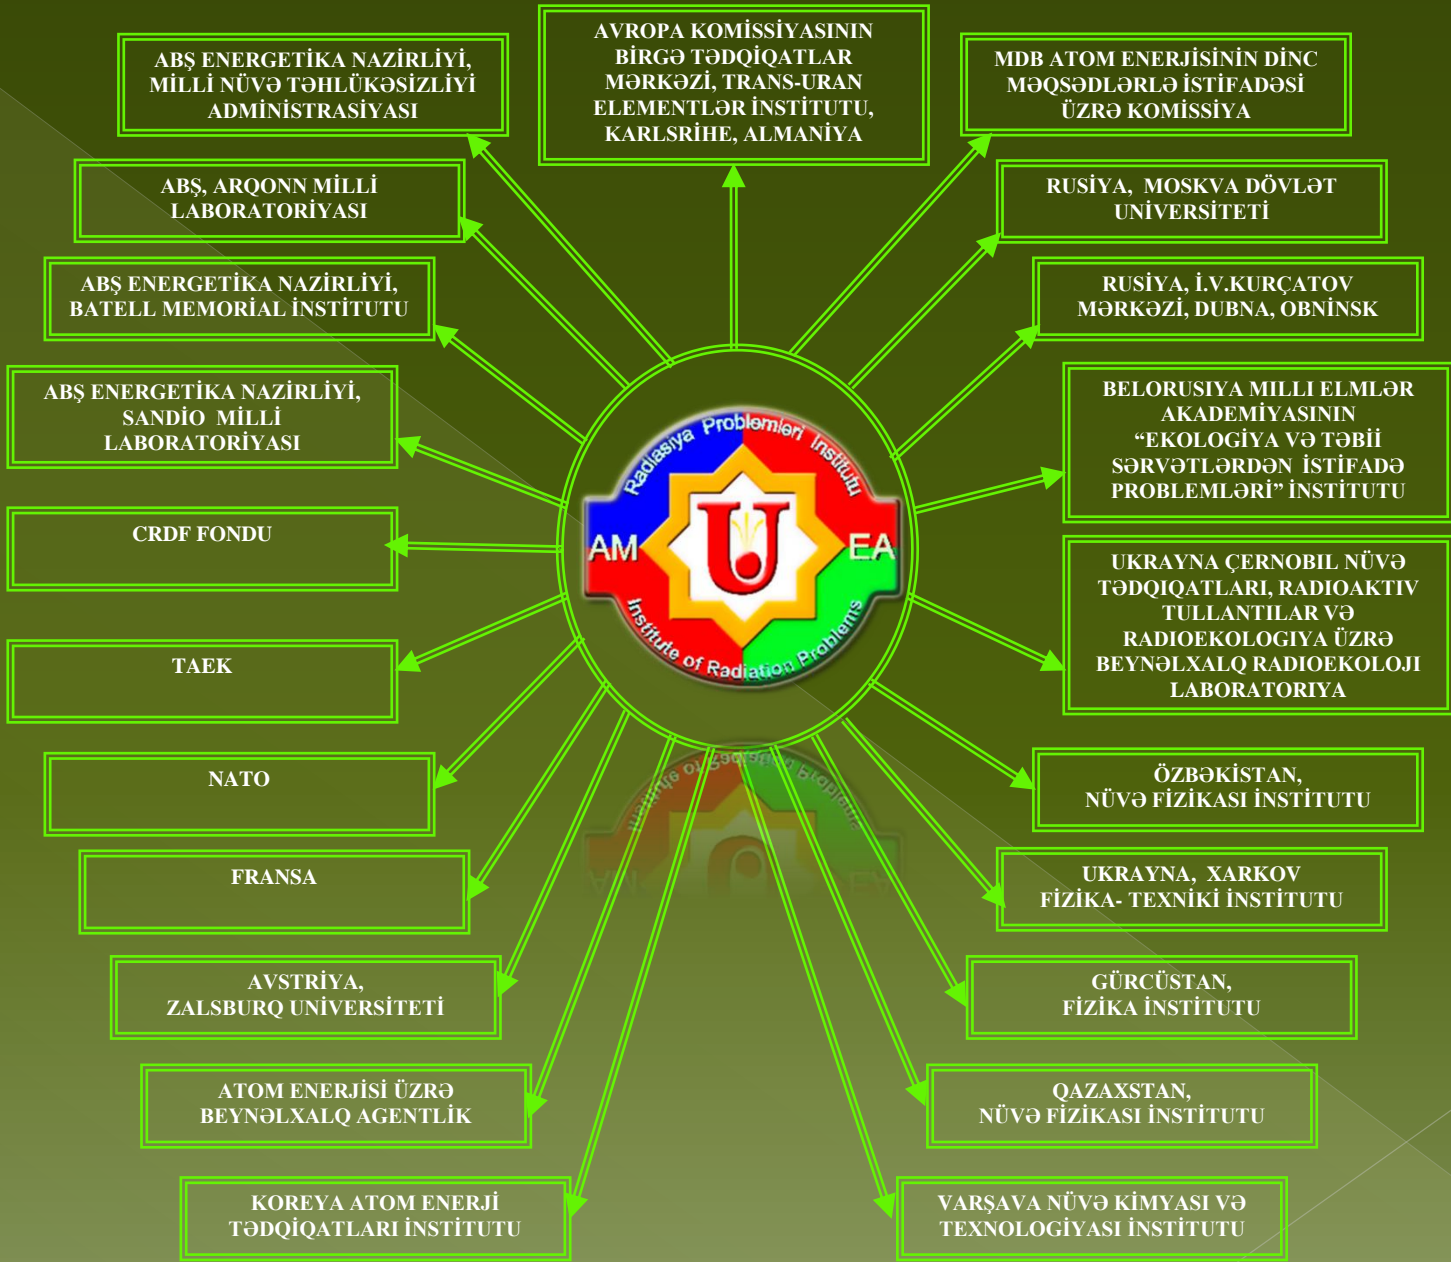 AVROPA KOMİSSİYASININ
BİRGƏ TƏDQİQATLAR
MƏRKƏZİ, TRANS-URAN
ELEMENTLƏR İNSTİTUTU,
KARLSRİHE, ALMANİYA
ABŞ ENERGETİKA NAZİRLİYİ,
MİLLİ NÜVƏ TƏHLÜKƏSİZLİYİ
ADMİNİSTRASİYASI
ABŞ, ARQONN MİLLİ
LABORATORİYASI
ABŞ ENERGETİKA NAZİRLİYİ,
BATELL MEMORİAL İNSTİTUTU
ABŞ ENERGETİKA NAZİRLİYİ,
SANDİO MİLLİ
LABORATORİYASI
CRDF FONDU
TAEK
NATO
FRANSA
AVSTRİYA,
ZALSBURQ UNİVERSİTETİ
ATOM ENERJİSİ ÜZRƏ
BEYNƏLXALQ AGENTLİK
KOREYA ATOM ENERJİ
TƏDQİQATLARI İNSTİTUTU
Radiasiya Problemləri Institutu
AM
U
EA
Institute of Radiation Problems
MDB ATOM ENERJİSİNİN DİNC
MƏQSƏDLƏRLƏ İSTİFADƏSİ
ÜZRƏ KOMİSSİYA
RUSİYA, MOSKVA DÖVLƏT
UNİVERSİTETİ
RUSİYA, İ.V.KURÇATOV
MƏRKƏZİ, DUBNA, OBNİNSK
BELORUSIYA MILLI ELMLƏR
AKADEMİYASININ
“EKOLOGİYA VƏ TƏBİİ
SƏRVƏTLƏRDƏN İSTİFADƏ
PROBLEMLƏRİ” İNSTİTUTU
UKRAYNA ÇERNOBIL NÜVƏ
TƏDQIQATLARI, RADIOAKTIV
TULLANTILAR VƏ
RADIOEKOLOGIYA ÜZRƏ
BEYNƏLXALQ RADIOEKOLOJI
LABORATORIYA
ÖZBƏKİSTAN,
NÜVƏ FİZİKASI İNSTİTUTU
UKRAYNA, XARKOV
FİZİKA- TEXNİKİ İNSTİTUTU
GÜRCÜSTAN,
FİZİKA İNSTİTUTU
QAZAXSTAN,
NÜVƏ FİZİKASI İNSTİTUTU
VARŞAVA NÜVƏ KİMYASI VƏ
TEXNOLOGİYASI İNSTİTUTU